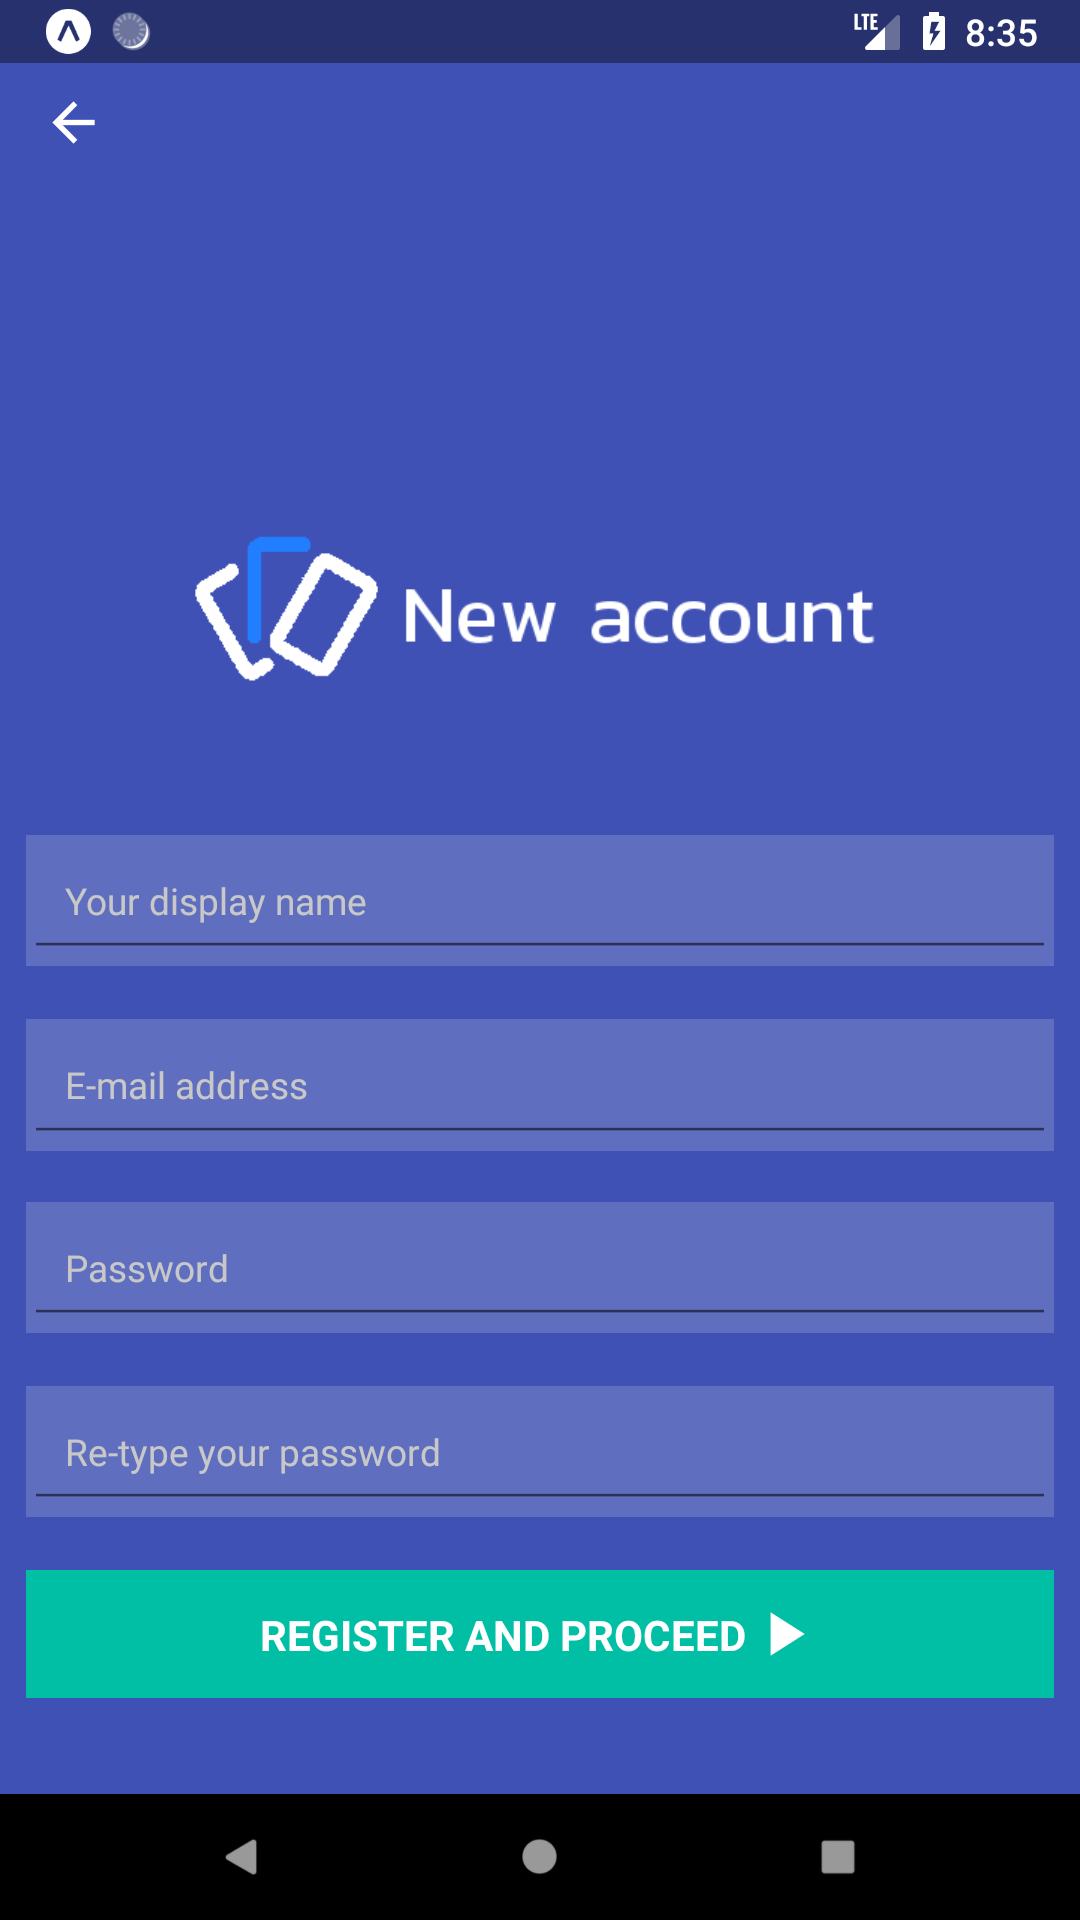 LTE 8:35
New account
Your display name
E-mail address
Password
Re-type your password
REGISTER AND PROCEED